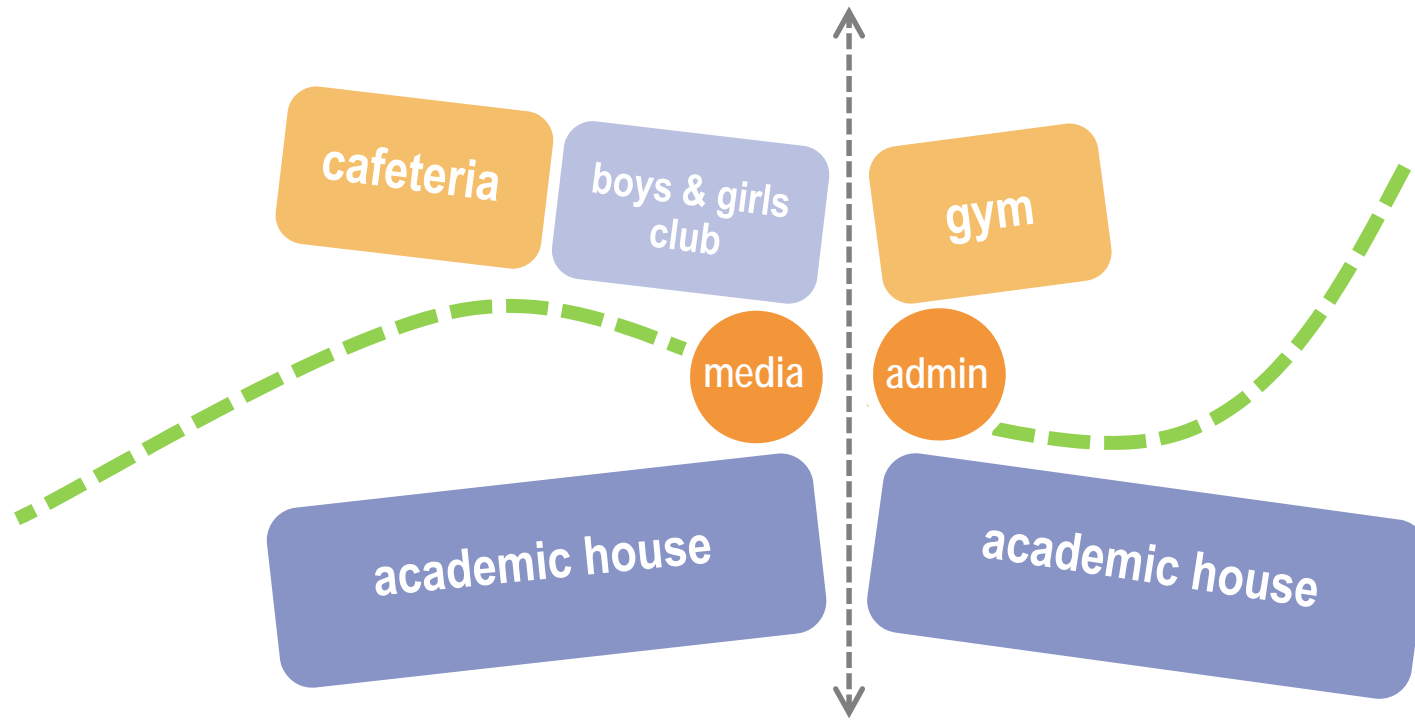 cafeteria
boys & girls
club
gym
media
admin
academic house
academic house